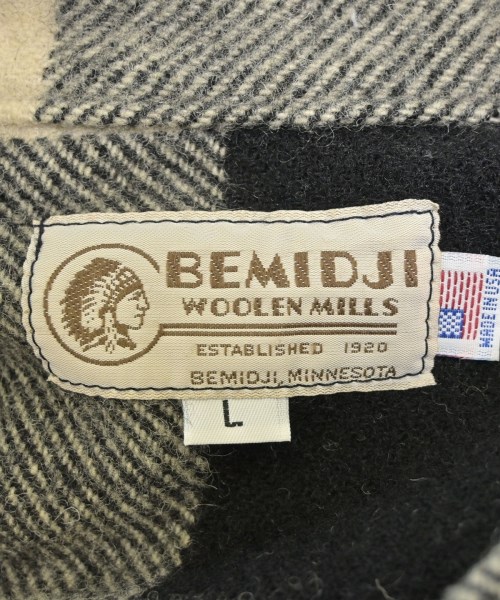 BEMIDJI
WOOLEN MILLS
ESTABLISHED 1920
BEMIDJI, MINNESOTA
L
MADE IN USA